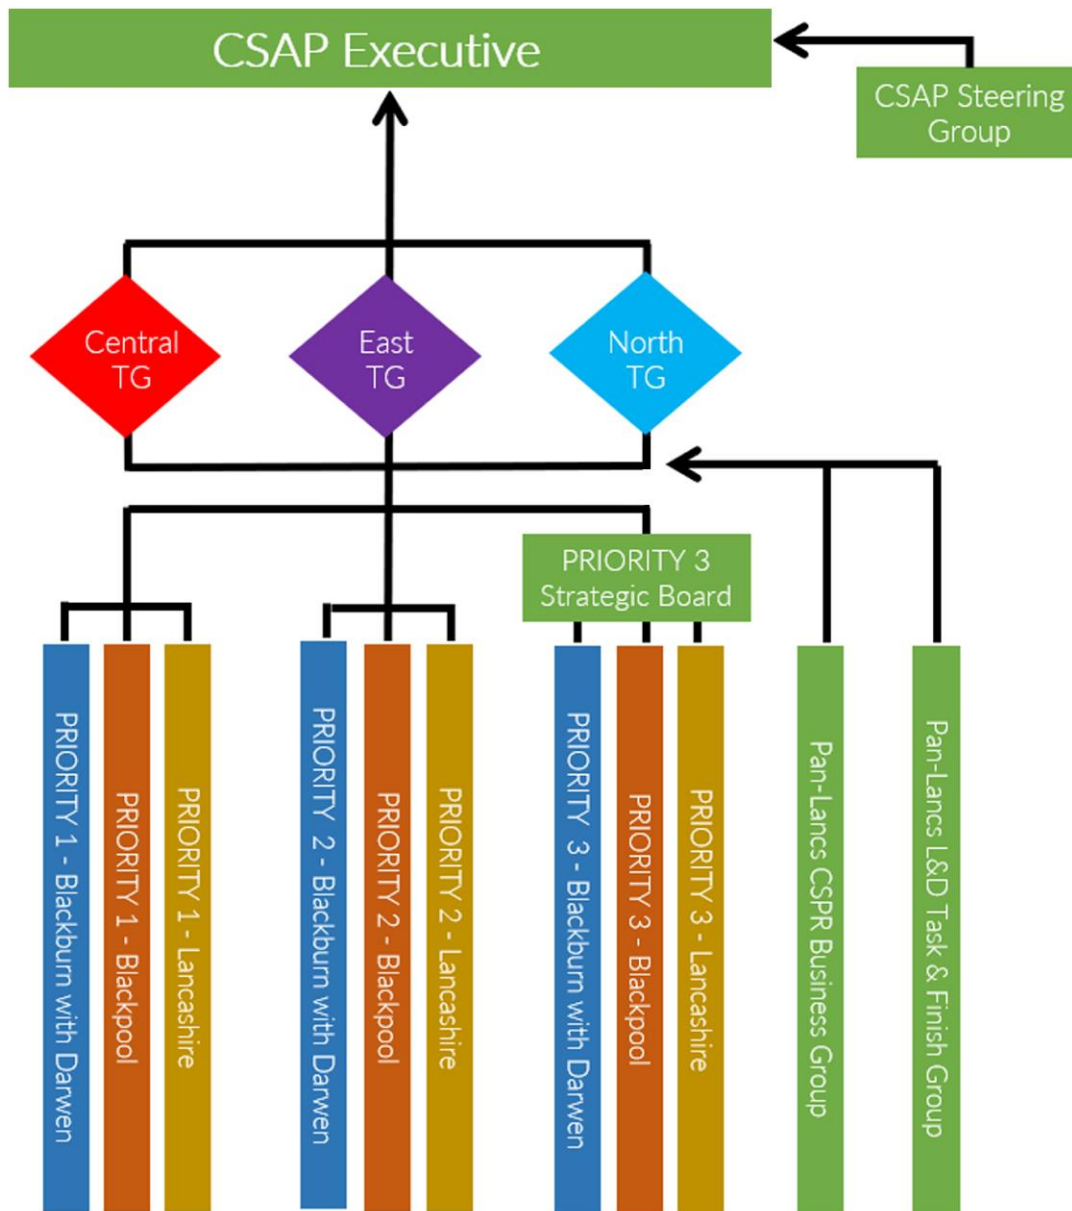 CSAP Executive
CSAP Steering
Group
Central
TG
East
TG
North
TG
PRIORITY 3
Strategic Board
PRIORITY 1 - Blackburn with Darwen
PRIORITY 1 - Blackpool
PRIORITY 1 - Lancashire
PRIORITY 2 - Blackburn with Darwen
PRIORITY 2 - Blackpool
PRIORITY 2 - Lancashire
PRIORITY 3 - Blackburn with Darwen
PRIORITY 3 - Blackpool
PRIORITY 3 - Lancashire
Pan-Lancs CSPR Business Group
Pan-Lancs L&D Task & Finish Group